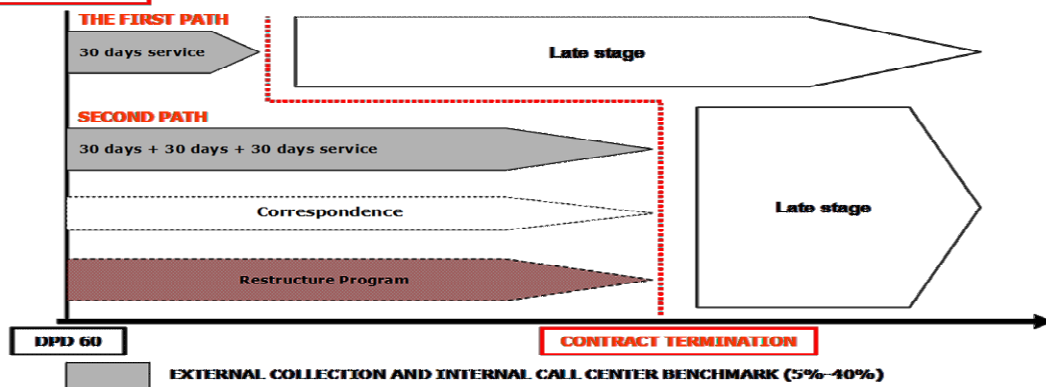 THE FIRST PATH
30 days service
Late stage
SECOND PATH
30 days + 30 days + 30 days service
Correspondence
Late stage
Restructure Program
DPD 60
CONTRACT TERMINATION
EXTERNAL COLLECTION AND INTERNAL CALL CENTER BENCHMARK (5%-40%)